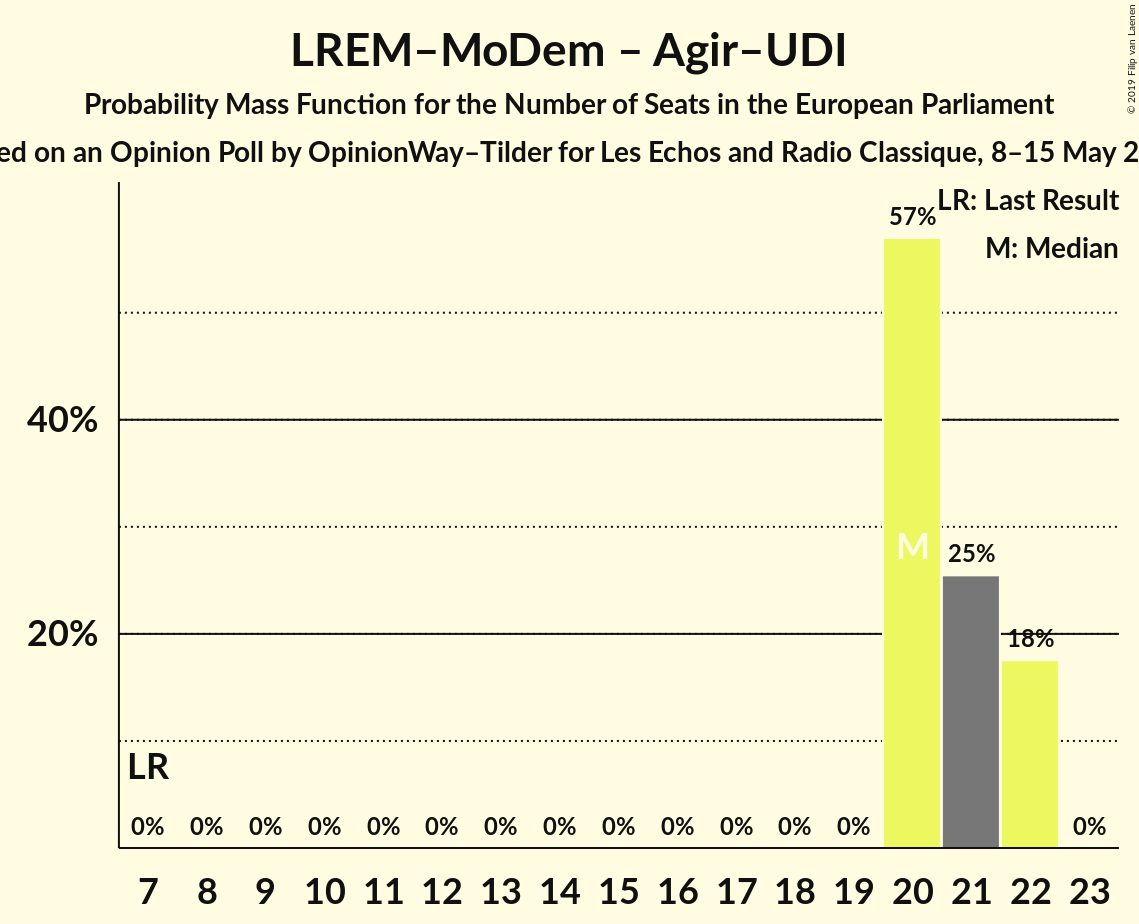 © 2019 Filip van Laenen
LREM–MoDem – Agir–UDI
Probability Mass Function for the Number of Seats in the European Parliament
ed on an Opinion Poll by OpinionWay–Tilder for Les Echos and Radio Classique, 8–15 May 2
LR: Last Result
M: Median
57%
40%
M
25%
20%
18%
LR
0% 0% 0% 0% 0% 0% 0% 0% 0% 0% 0% 0% 0% 0%
7 8 9 10 11 12 13 14 15 16 17 18 19 20 21 22 23